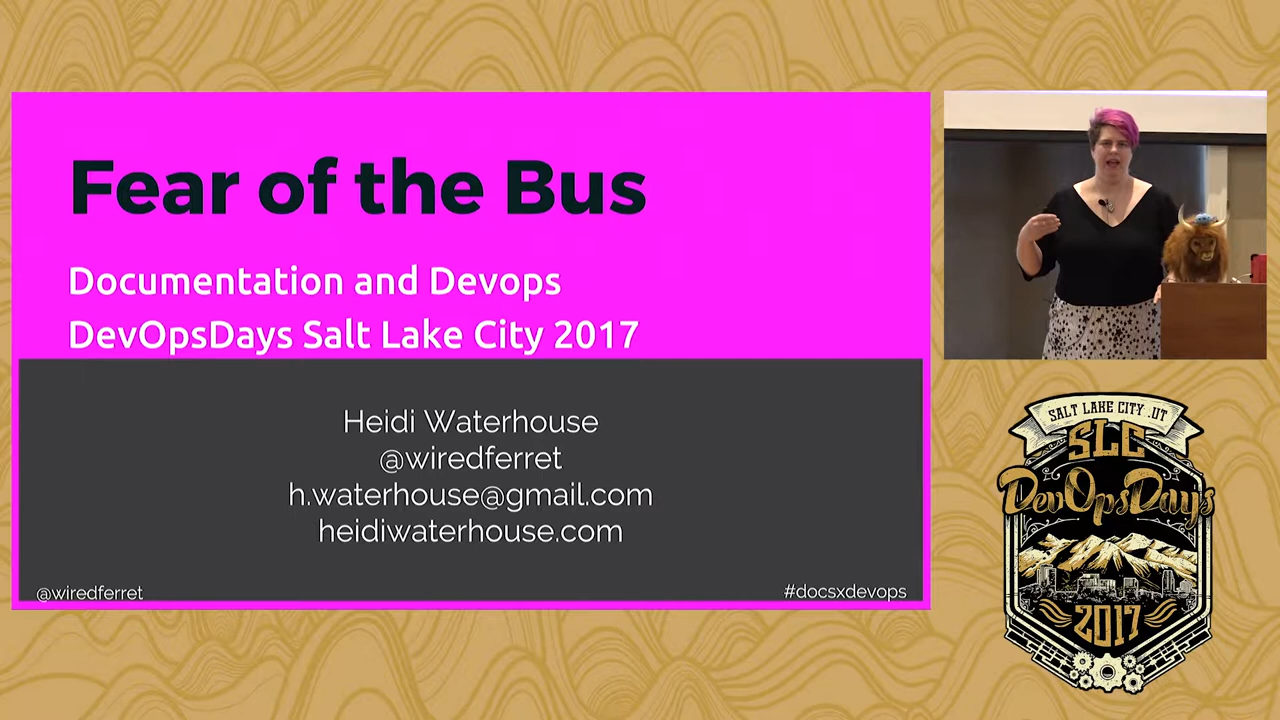 Fear of the Bus
Documentation and Devops
DevOpsDays Salt Lake City 2017
Heidi Waterhouse
@wiredferret
h.waterhouse@gmail.com
heidiwaterhouse.com
@wiredferret
#docsxdevops
SALT LAKE CITY .UT
SLC
DevOpsDays
2017